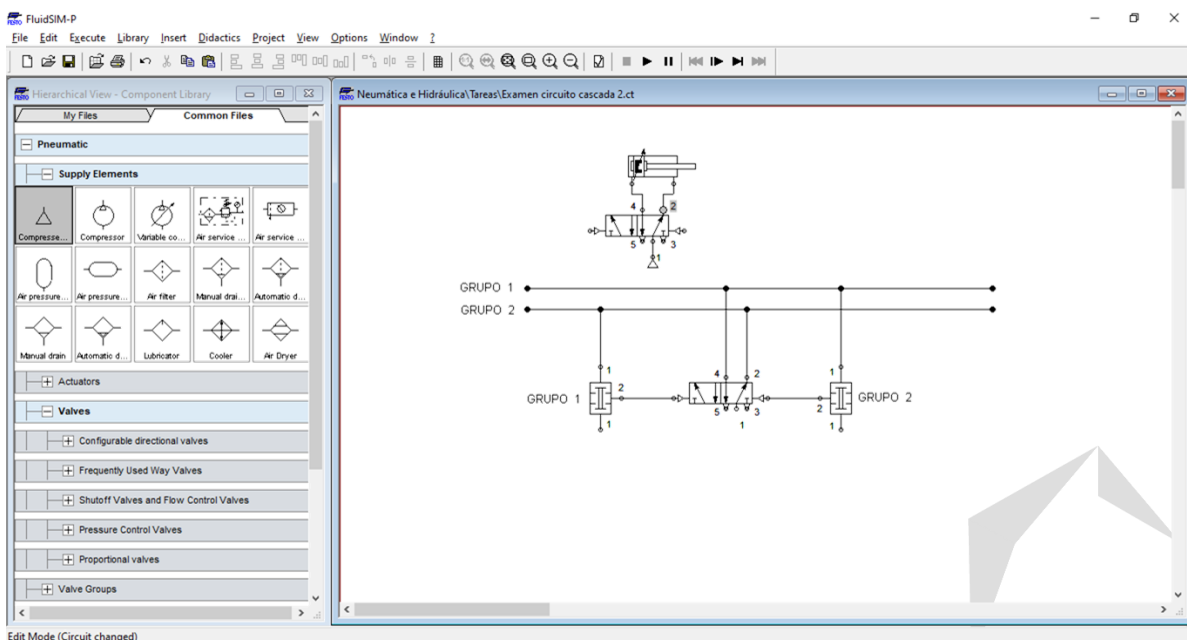 FluidSIM-P
File Edit Execute Library Insert Didactics Project View Options Window ?
Hierarchical View - Component Library
My Files Common Files
Pneumatic
Supply Elements
Compresse... Compressor Variable co... Air service ... Air service ...
Air pressure... Air pressure... Air filter Manual drai... Automatic d...
Manual drain Automatic d... Lubricator Cooler Air Dryer
Actuators
Valves
Configurable directional valves
Frequently Used Way Valves
Shutoff Valves and Flow Control Valves
Pressure Control Valves
Proportional valves
Valve Groups
Edit Mode (Circuit changed)
Neumática e Hidráulica\Tareas\Examen circuito cascada 2.ct
4 2
5 3
1
GRUPO 1
GRUPO 2
1 4 2 1
GRUPO 1 2 2 GRUPO 2
5 3
1 1 1